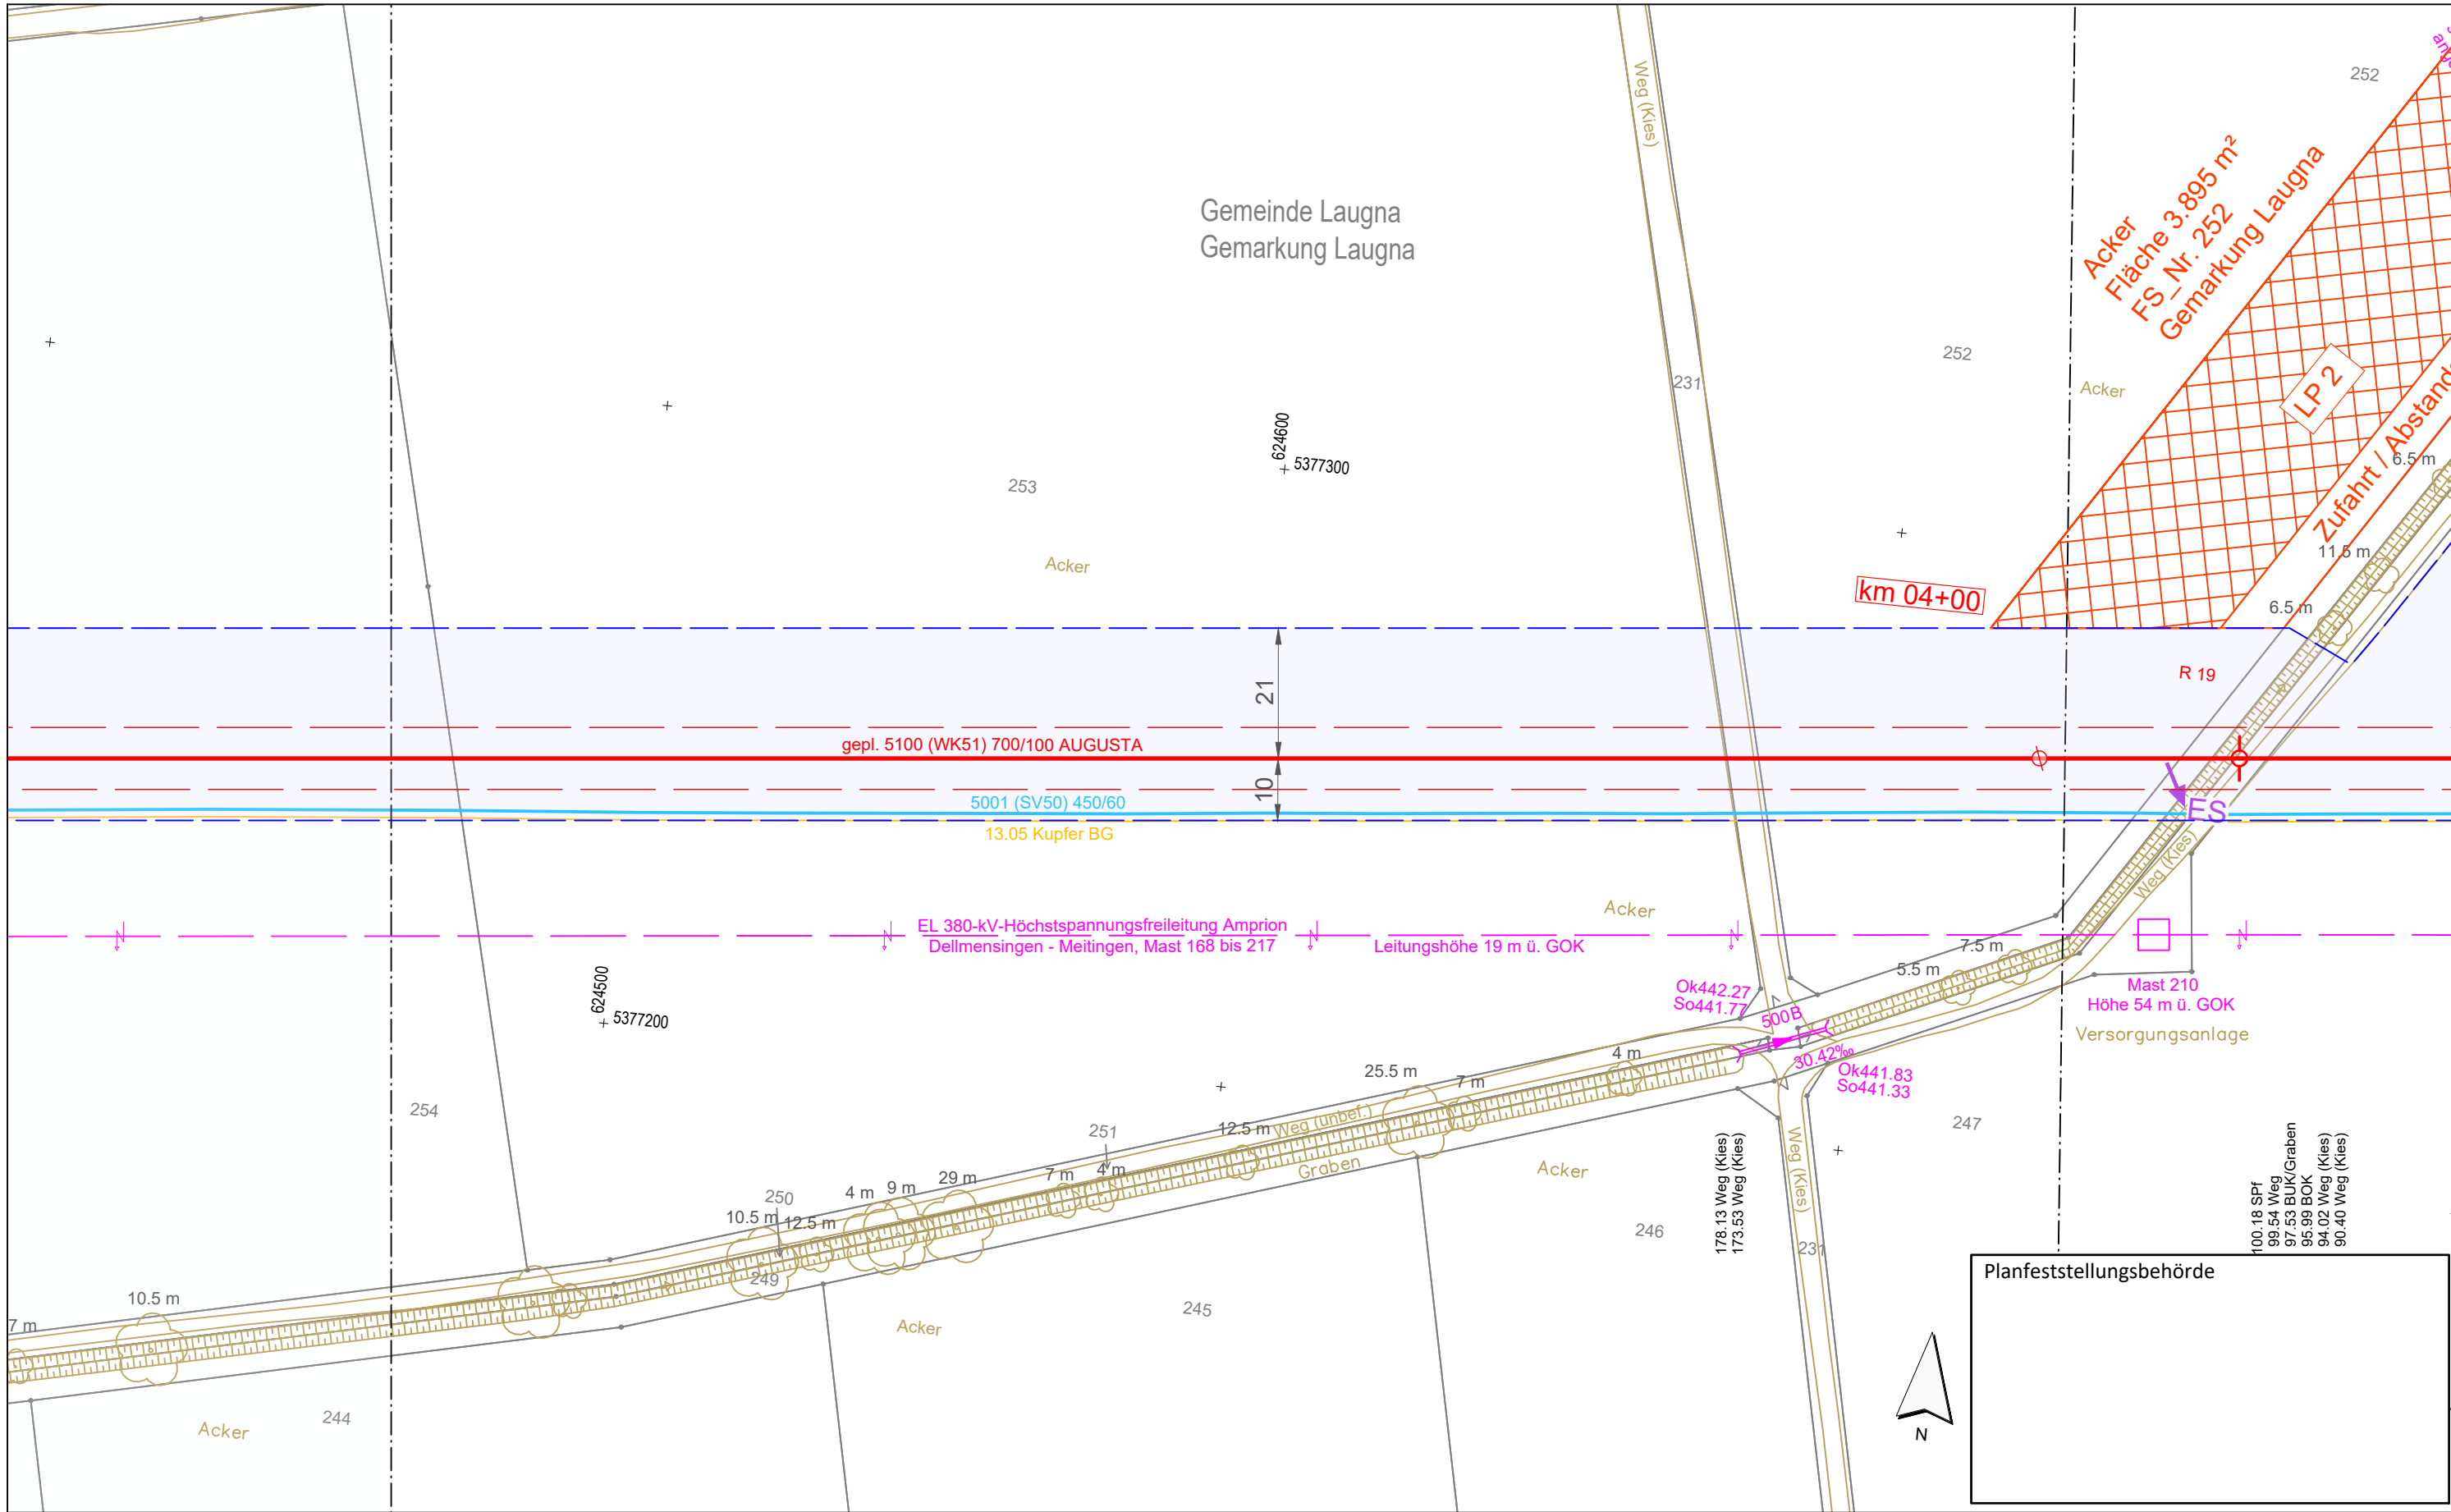 252
Weg (Kies)
Gemeinde Laugna
Gemarkung Laugna
Acker
Fläche 3.895 m²
FS_Nr. 252
Gemarkung Laugna
252
231
Acker
LP 2
Zufahrt / Abstand
624600
5377300
6.5 m
253
Acker
11.5 m
km 04+00
6.5 m
R 19
21
gepl. 5100 (WK51) 700/100 AUGUSTA
10
5001 (SV50) 450/60
ES
13.05 Kupfer BG
Weg (Kies)
Acker
EL 380-kV-Höchstspannungsfreileitung Amprion
Dellmensingen - Meitingen, Mast 168 bis 217
Leitungshöhe 19 m ü. GOK
7.5 m
5.5 m
Mast 210
Höhe 54 m ü. GOK
Versorgungsanlage
624500
5377200
Ok442.27
So441.77
500B
30.42‰
Ok441.83
So441.33
4 m
25.5 m
7 m
254
Weg (unbef.)
12.5 m
251
Graben
Acker
247
Weg (Kies)
178.13 Weg (Kies)
173.53 Weg (Kies)
100.18 SPf
99.54 Weg
97.53 BUK/Graben
95.99 BOK
94.02 Weg (Kies)
90.40 Weg (Kies)
7 m
4 m
29 m
9 m
4 m
250
10.5 m
12.5 m
246
231
249
10.5 m
7 m
245
Acker
Planfeststellungsbehörde
244
Acker
N